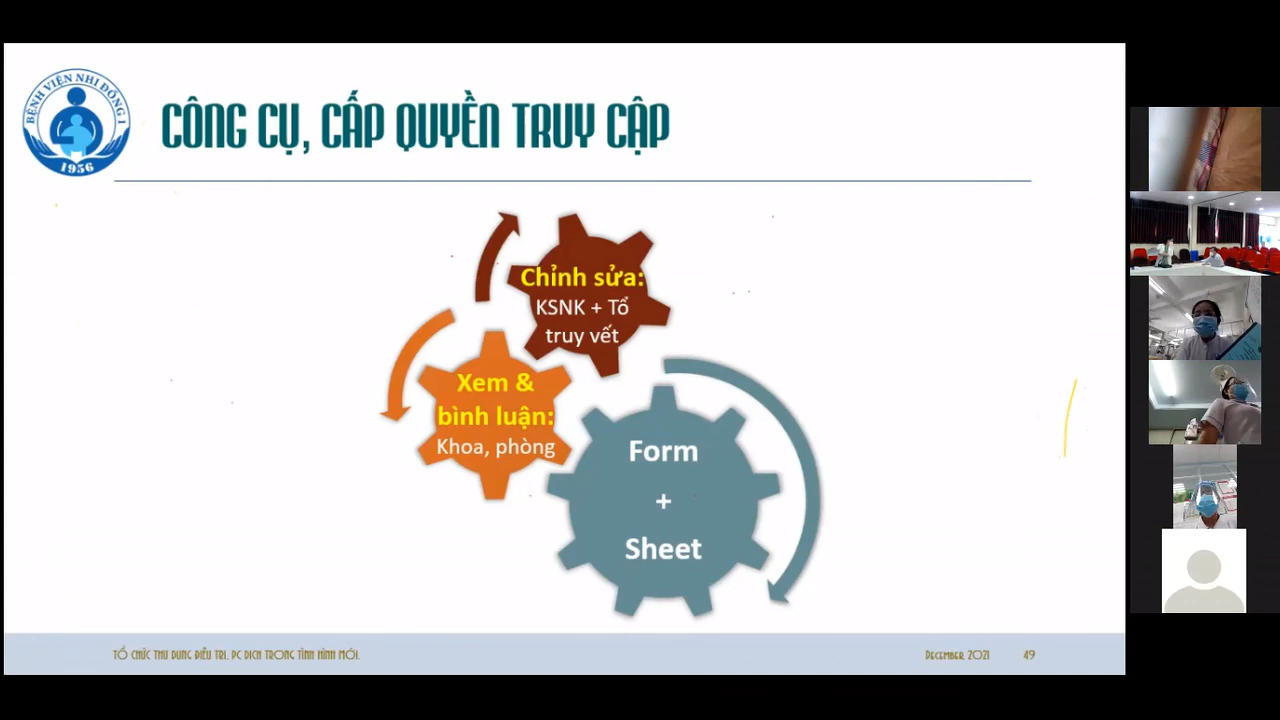 BỆNH VIỆN NHI ĐỒNG 1
1956
CÔNG CỤ, CẤP QUYỀN TRUY CẬP
Chỉnh sửa:
KSNK + Tổ
truy vết
Xem &
bình luận:
Khoa, phòng
Form
+
Sheet
TỔ CHỨC THU DUNG ĐIỀU TRỊ. PC DỊCH TRONG TÌNH HÌNH MỚI.
December, 2021
49